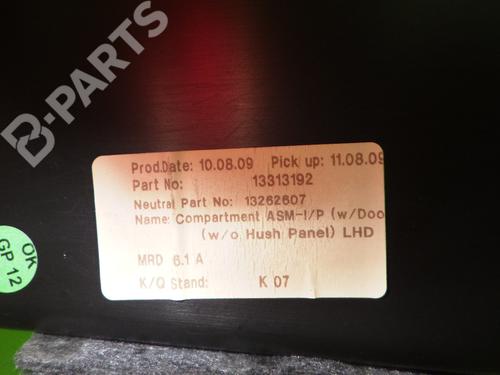 B-PARTS
Prod.Date: 10.08.09 Pick up: 11.08.09
Part No: 13313192
Neutral Part No: 13262607
Name: Compartment ASM-I/P (w/Doo
(w/o Hush Panel) LHD
MRD 6.1 A
K/Q Stand: K 07
OK
GP 12